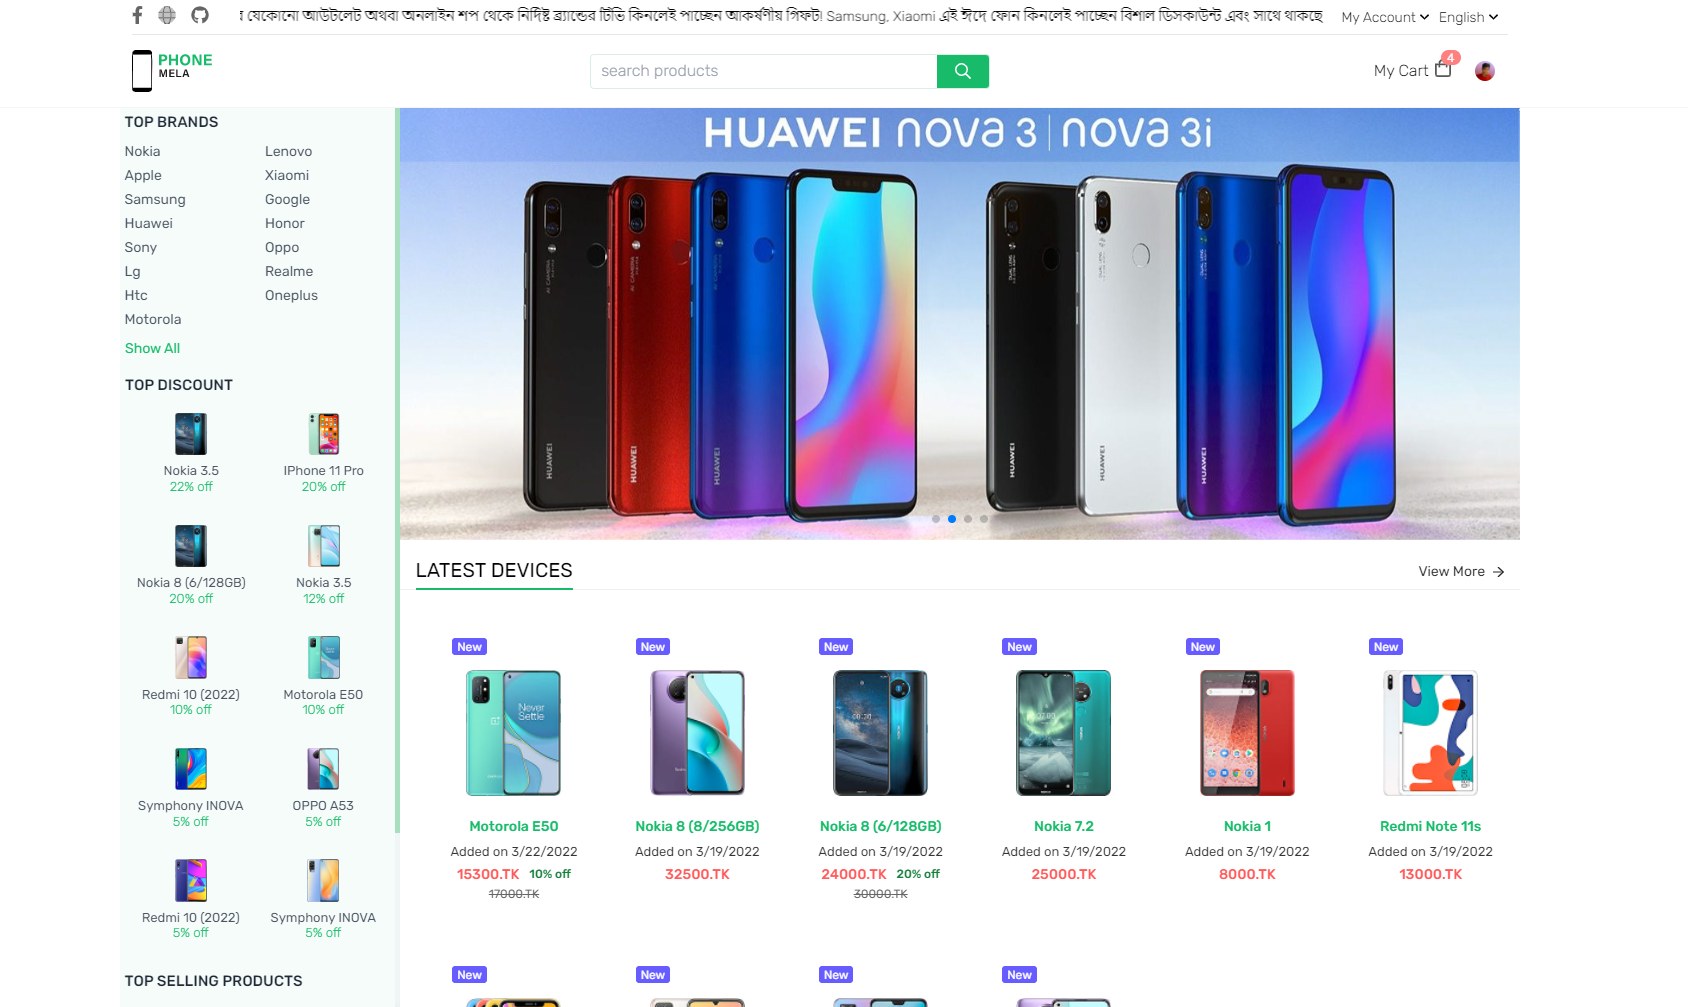 র যেকোনো আউটলেট অথবা অনলাইন শপ থেকে নির্দিষ্ট ব্র্যান্ডের টিভি কিনলেই পাচ্ছেন আকর্ষণীয় গিফট! Samsung, Xiaomi এই ঈদে ফোন কিনলেই পাচ্ছেন বিশাল ডিসকাউন্ট এবং সাথে থাকছে
My Account English
PHONE
MELA
search products
My Cart 4
TOP BRANDS
Nokia Lenovo
Apple Xiaomi
Samsung Google
Huawei Honor
Sony Oppo
Lg Realme
Htc Oneplus
Motorola
Show All
TOP DISCOUNT
Nokia 3.5 IPhone 11 Pro
22% off 20% off
Nokia 8 (6/128GB) Nokia 3.5
20% off 12% off
Redmi 10 (2022) Motorola E50
10% off 10% off
Symphony INOVA OPPO A53
5% off 5% off
Redmi 10 (2022) Symphony INOVA
5% off 5% off
TOP SELLING PRODUCTS
HUAWEI nova 3 | nova 3i
HUAWEI HUAWEI HUAWEI HUAWEI HUAWEI HUAWEI
LATEST DEVICES
View More
New New New New New New
Never
Settle
Motorola E50 Nokia 8 (8/256GB) Nokia 8 (6/128GB) Nokia 7.2 Nokia 1 Redmi Note 11s
Added on 3/22/2022 Added on 3/19/2022 Added on 3/19/2022 Added on 3/19/2022 Added on 3/19/2022 Added on 3/19/2022
15300.TK 10% off 32500.TK 24000.TK 20% off 25000.TK 8000.TK 13000.TK
17000.TK 30000.TK
New New New New